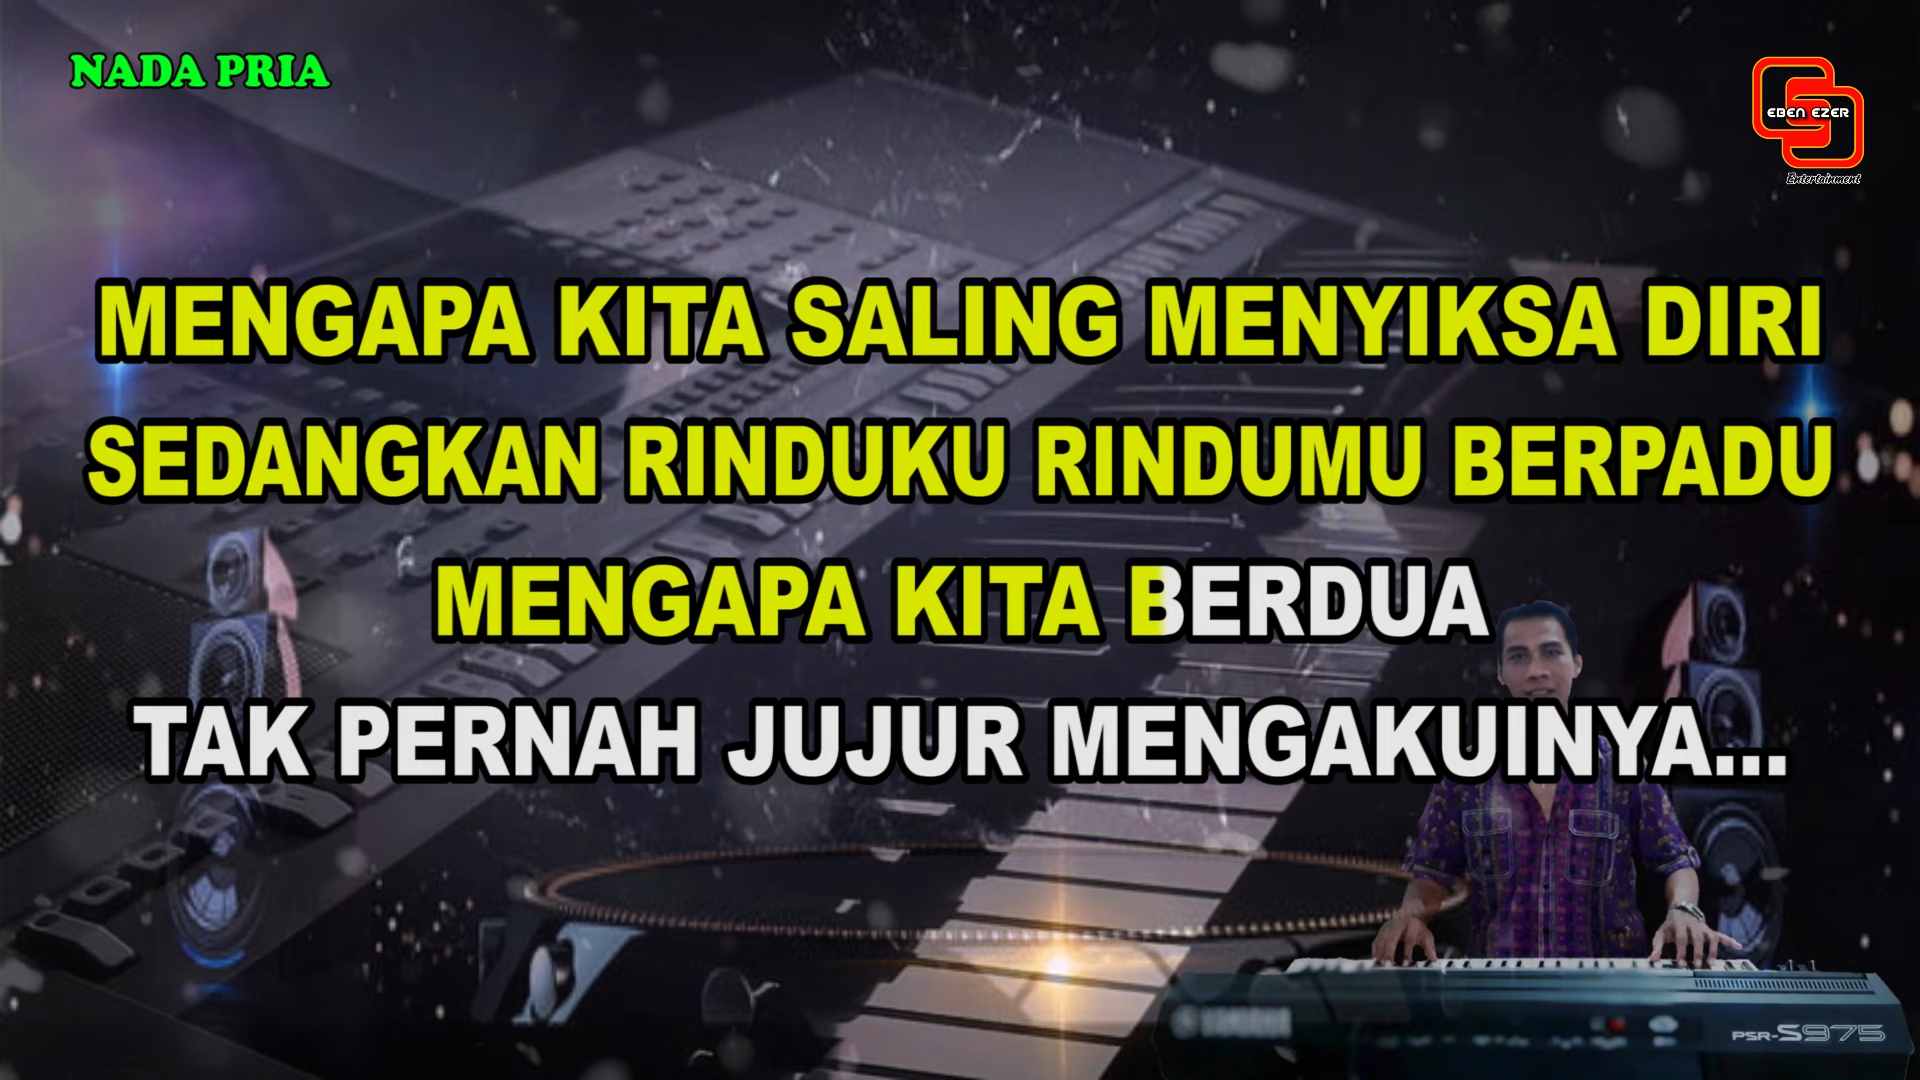 NADA PRIA
EBEN EZER
Entertainment
MENGAPA KITA SALING MENYIKSA DIRI
SEDANGKAN RINDUKU RINDUMU BERPADU
MENGAPA KITA BERDUA
TAK PERNAH JUJUR MENGAKUINYA...
PSR-S975